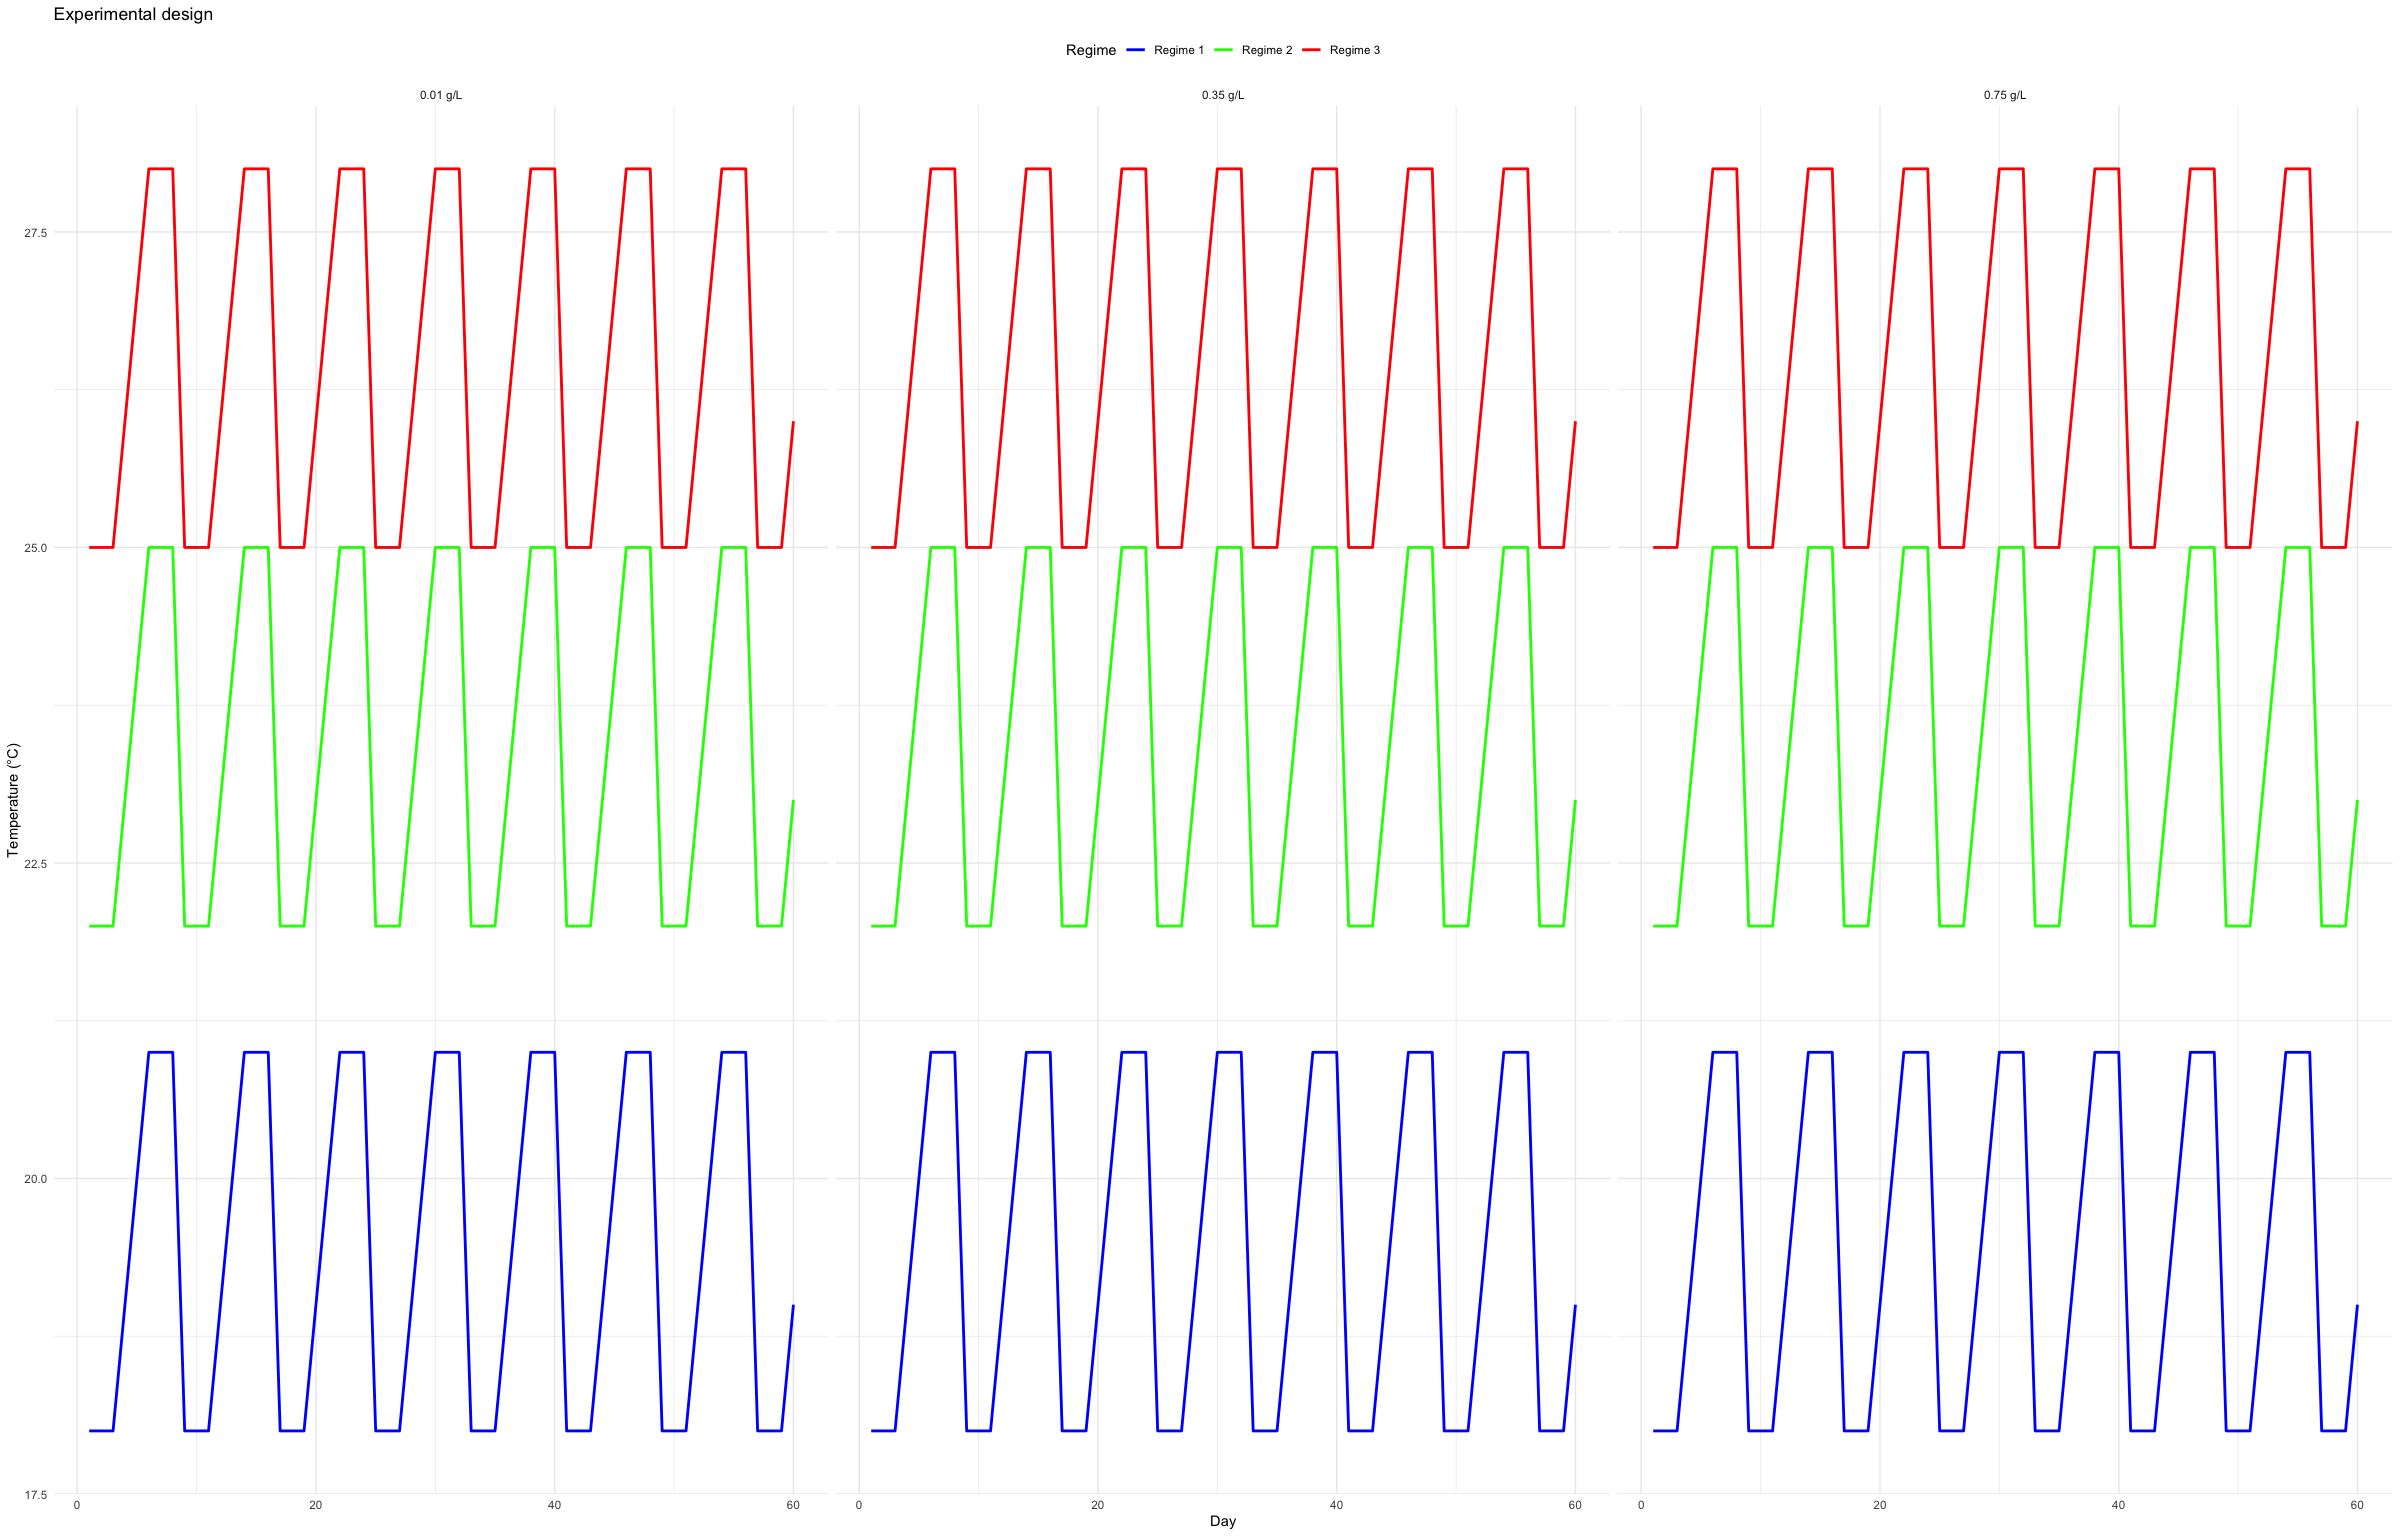 Experimental design
Regime Regime 1 Regime 2 Regime 3
0.01 g/L 0.35 g/L 0.75 g/L
27.5
25.0
22.5
20.0
17.5
Temperature (°C)
0 20 40 60 0 20 40 60 0 20 40 60
Day